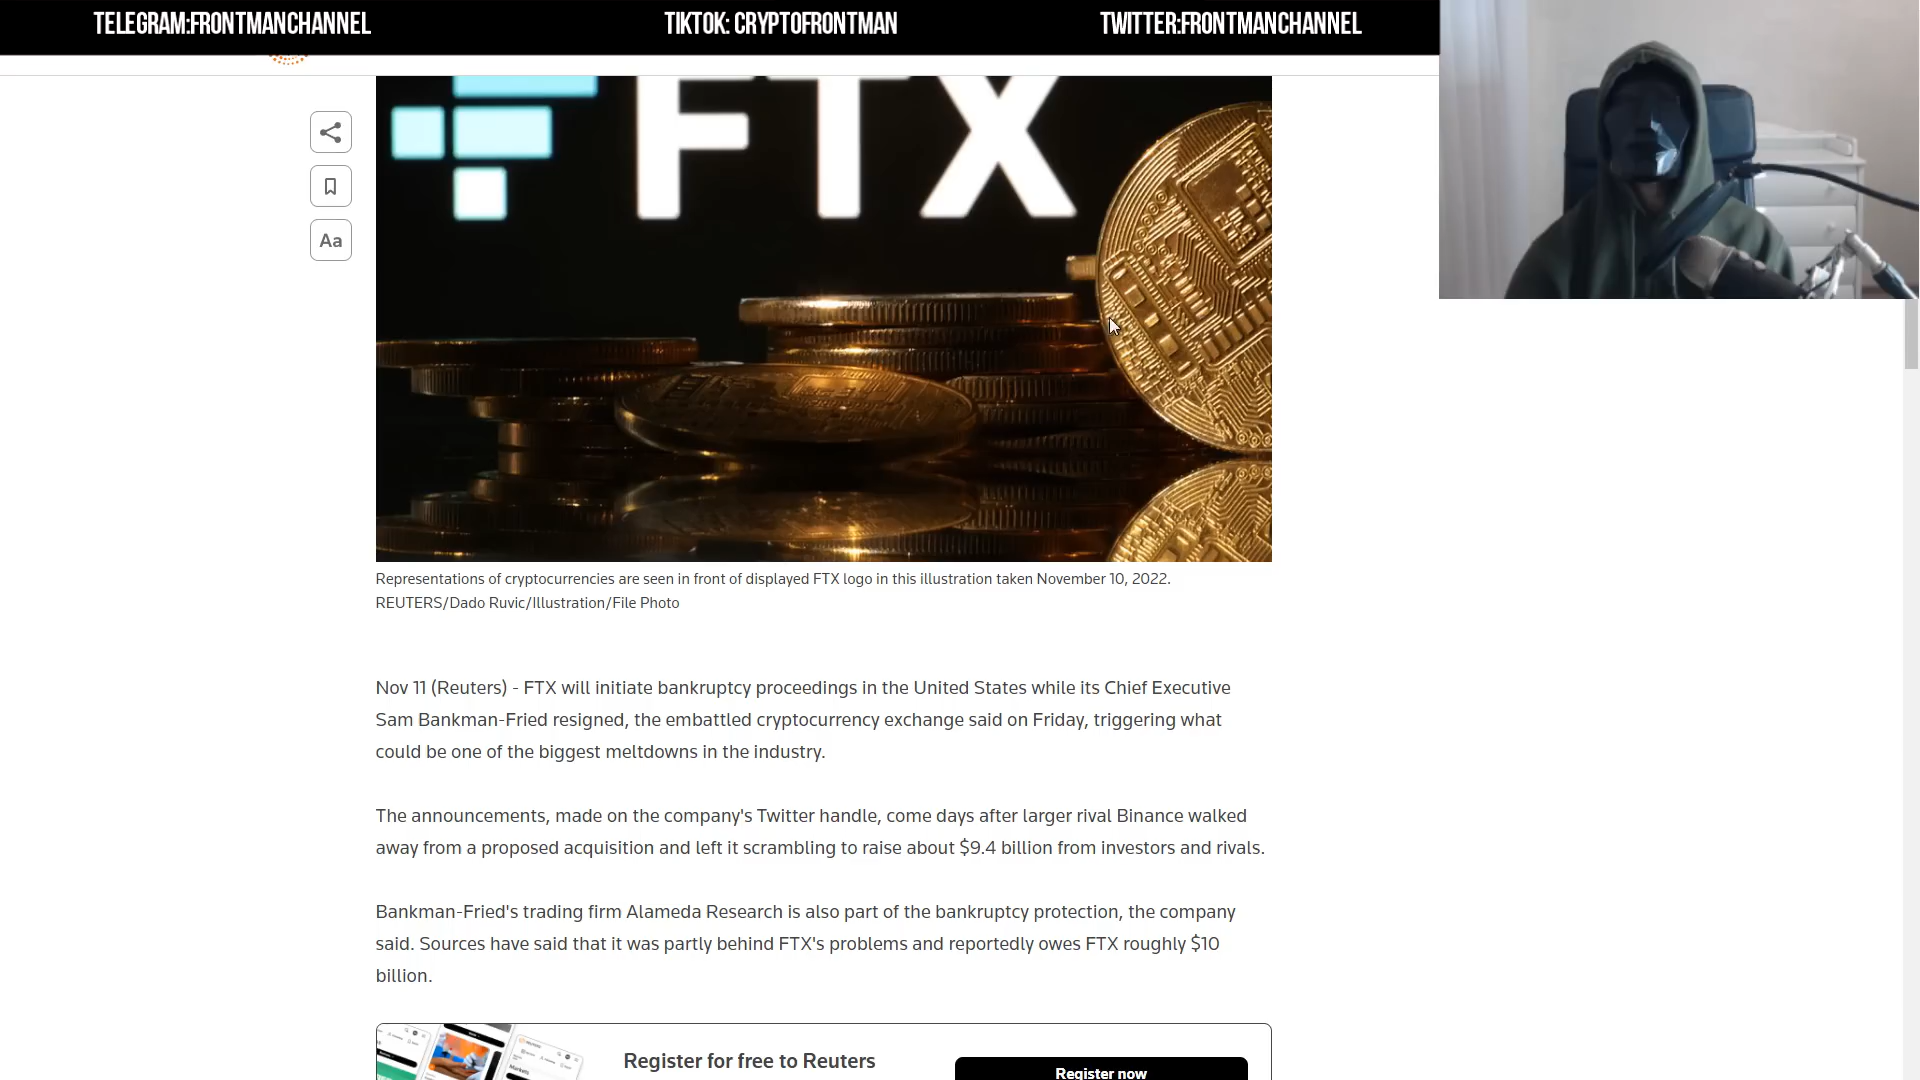 TELEGRAM:FRONTMANCHANNEL
TIKTOK: CRYPTOFRONTMAN
TWITTER:FRONTMANCHANNEL
FTX
Aa
Representations of cryptocurrencies are seen in front of displayed FTX logo in this illustration taken November 10, 2022.
REUTERS/Dado Ruvic/Illustration/File Photo
Nov 11 (Reuters) - FTX will initiate bankruptcy proceedings in the United States while its Chief Executive
Sam Bankman-Fried resigned, the embattled cryptocurrency exchange said on Friday, triggering what
could be one of the biggest meltdowns in the industry.
The announcements, made on the company's Twitter handle, come days after larger rival Binance walked
away from a proposed acquisition and left it scrambling to raise about $9.4 billion from investors and rivals.
Bankman-Fried's trading firm Alameda Research is also part of the bankruptcy protection, the company
said. Sources have said that it was partly behind FTX's problems and reportedly owes FTX roughly $10
billion.
Register for free to Reuters
Register now